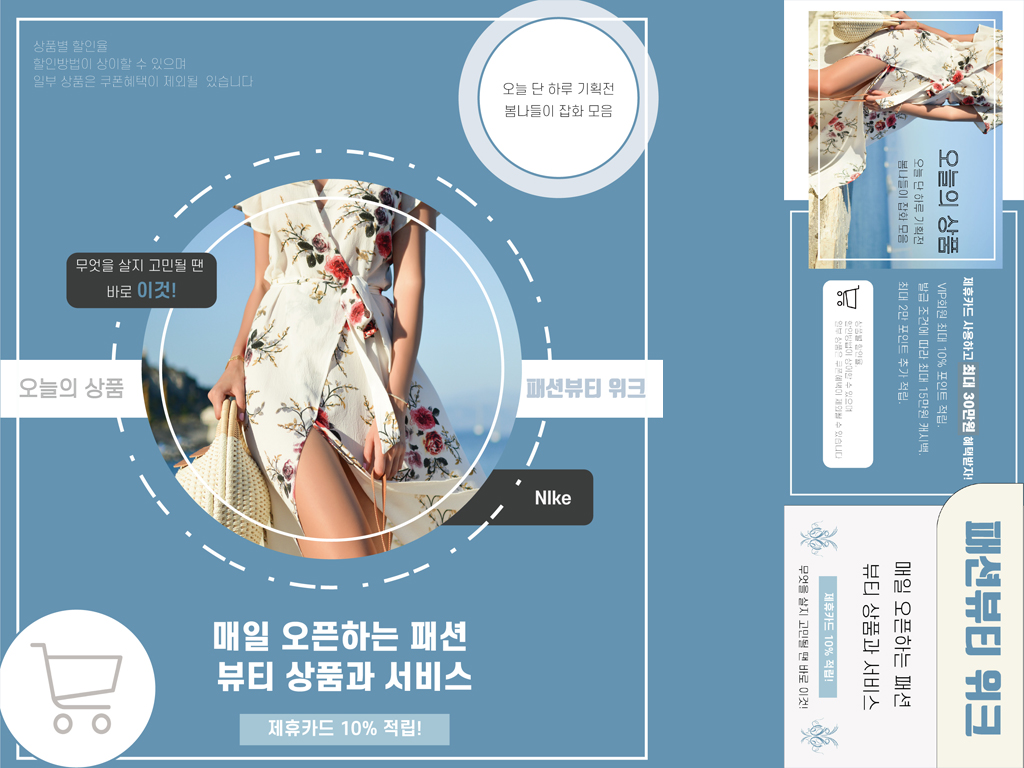 상품별 할인율
할인방법이 상이할 수 있으며
일부 상품은 쿠폰혜택이 제외될 있습니다
오늘 단 하루 기획전
봄나들이 잡화 모음
무엇을 살지 고민될 땐
바로 이것!
오늘의 상품
패션뷰티 위크
NIke
매일 오픈하는 패션
뷰티 상품과 서비스
제휴카드 10% 적립!
오늘의 상품
오늘 단 하루 기획전
봄나들이 잡화 모음
제휴카드 사용하고 최대 30만원 혜택받자!
VIP회원 최대 10% 포인트 적립.
발급 조건에 따라 최대 15만원 캐시백.
최대 2만 포인트 추가 적립.
상품별 할인율
할인방법이 상이할 수 있으며
일부 상품은 쿠폰혜택이 제외될 수 있습니다
패션뷰티 위크
매일 오픈하는 패션
뷰티 상품과 서비스
제휴카드 10% 적립!
무엇을 살지 고민될 땐 바로 이것!